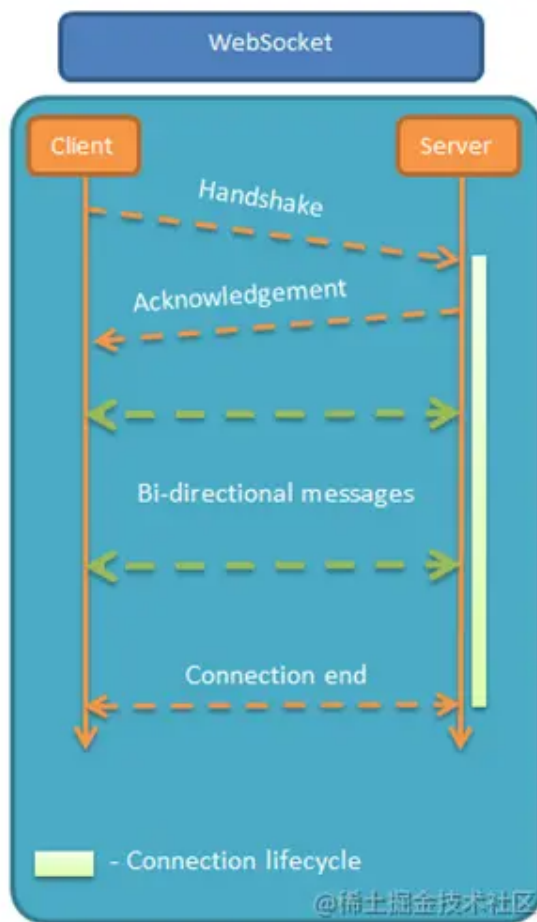 WebSocket
Client
Server
Handshake
Acknowledgement
Bi-directional messages
Connection end
- Connection lifecycle
@稀土掘金技术社区